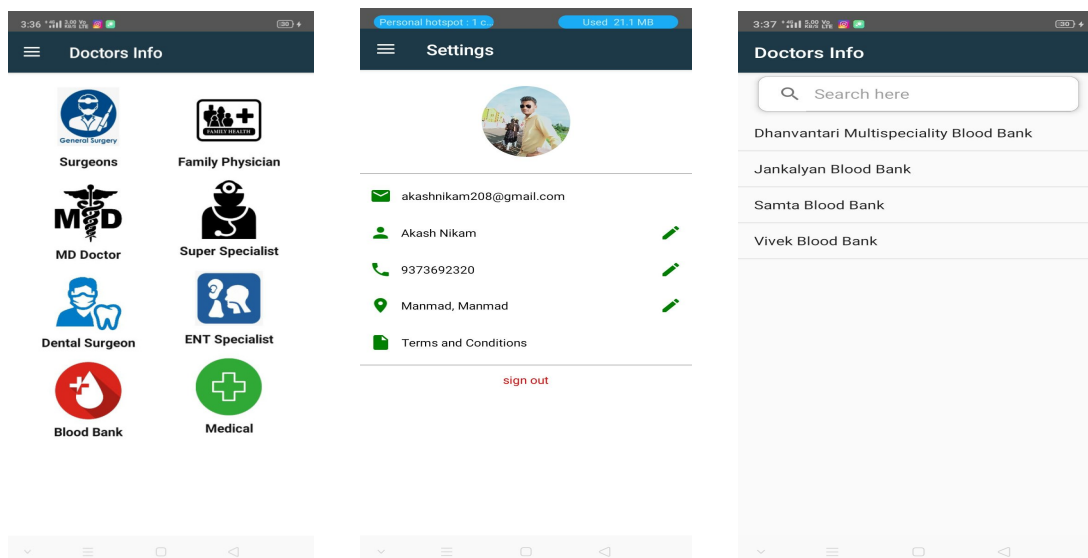 3:36
30
Doctors Info
General Surgery
FAMILY HEALTH
Surgeons
Family Physician
MD
MD Doctor
Super Specialist
Dental Surgeon
ENT Specialist
Blood Bank
Medical
Personal hotspot : 1 c..
Used 21.1 MB
Settings
akashnikam208@gmail.com
Akash Nikam
9373692320
Manmad, Manmad
Terms and Conditions
sign out
3:37
30
Doctors Info
Search here
Dhanvantari Multispeciality Blood Bank
Jankalyan Blood Bank
Samta Blood Bank
Vivek Blood Bank